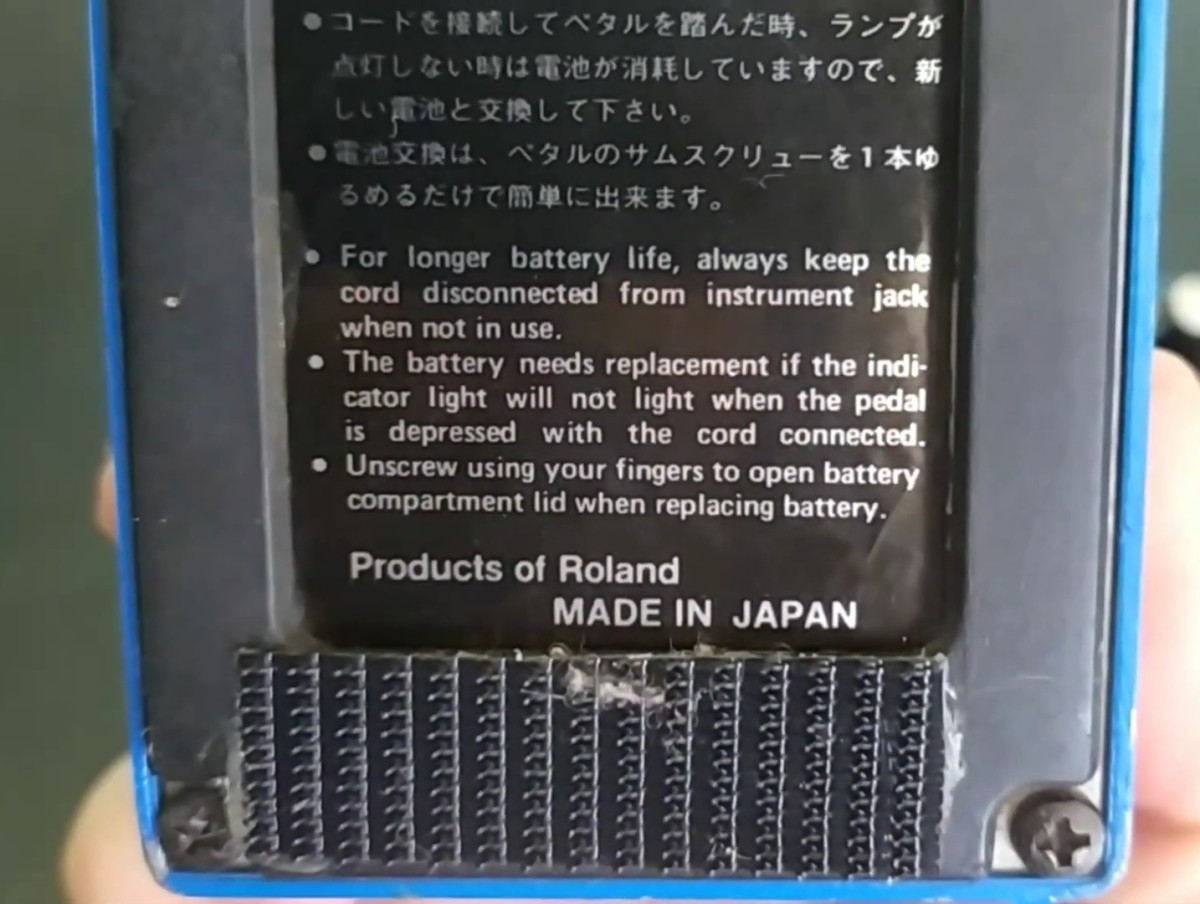 ●コードを接続してペタルを踏んだ時、ランプが
点灯しない時は電池が消耗していますので、新
しい電池と交換して下さい。
●電池交換は、ペタルのサムスクリューを1本ゆ
るめるだけで簡単に出来ます。
● For longer battery life, always keep the
cord disconnected from instrument jack
when not in use.
● The battery needs replacement if the indi-
cator light will not light when the pedal
is depressed with the cord connected.
● Unscrew using your fingers to open battery
compartment lid when replacing battery.
Products of Roland
MADE IN JAPAN